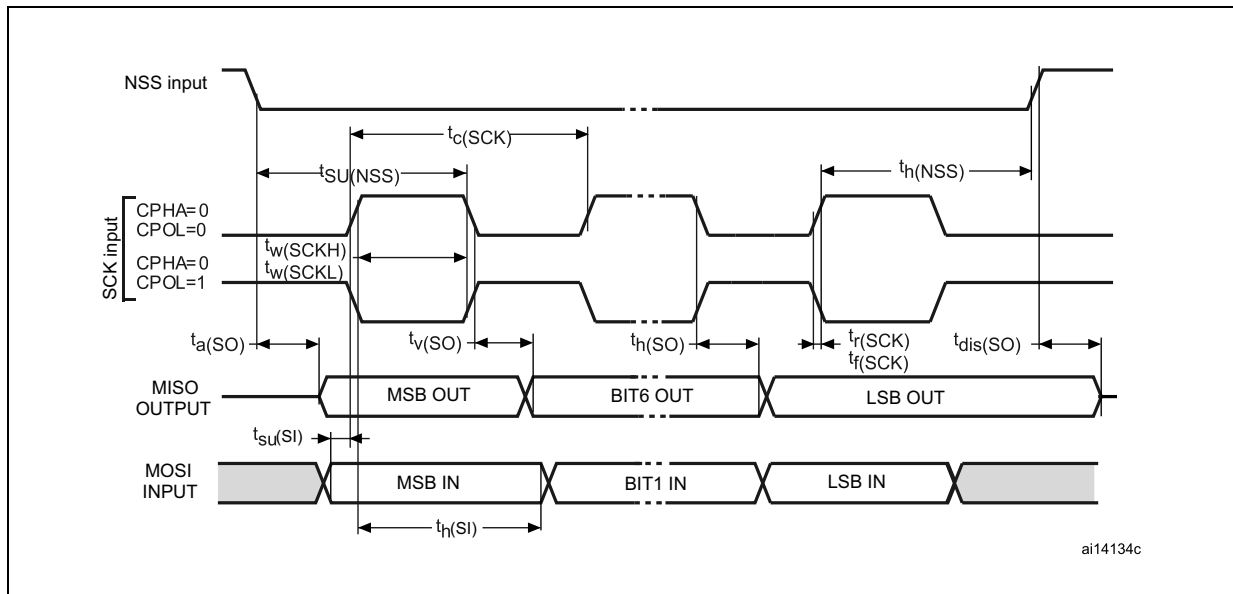 NSS input
tc(SCK)
tSU(NSS)
th(NSS)
SCK input
CPHA=0
CPOL=0
tw(SCKH)
CPHA=0
tw(SCKL)
CPOL=1
ta(SO)
tv(SO)
th(SO)
tr(SCK)
tf(SCK)
tdis(SO)
MISO
OUTPUT
MSB OUT
BIT6 OUT
LSB OUT
tsu(SI)
MOSI
INPUT
MSB IN
BIT1 IN
LSB IN
th(SI)
ai14134c